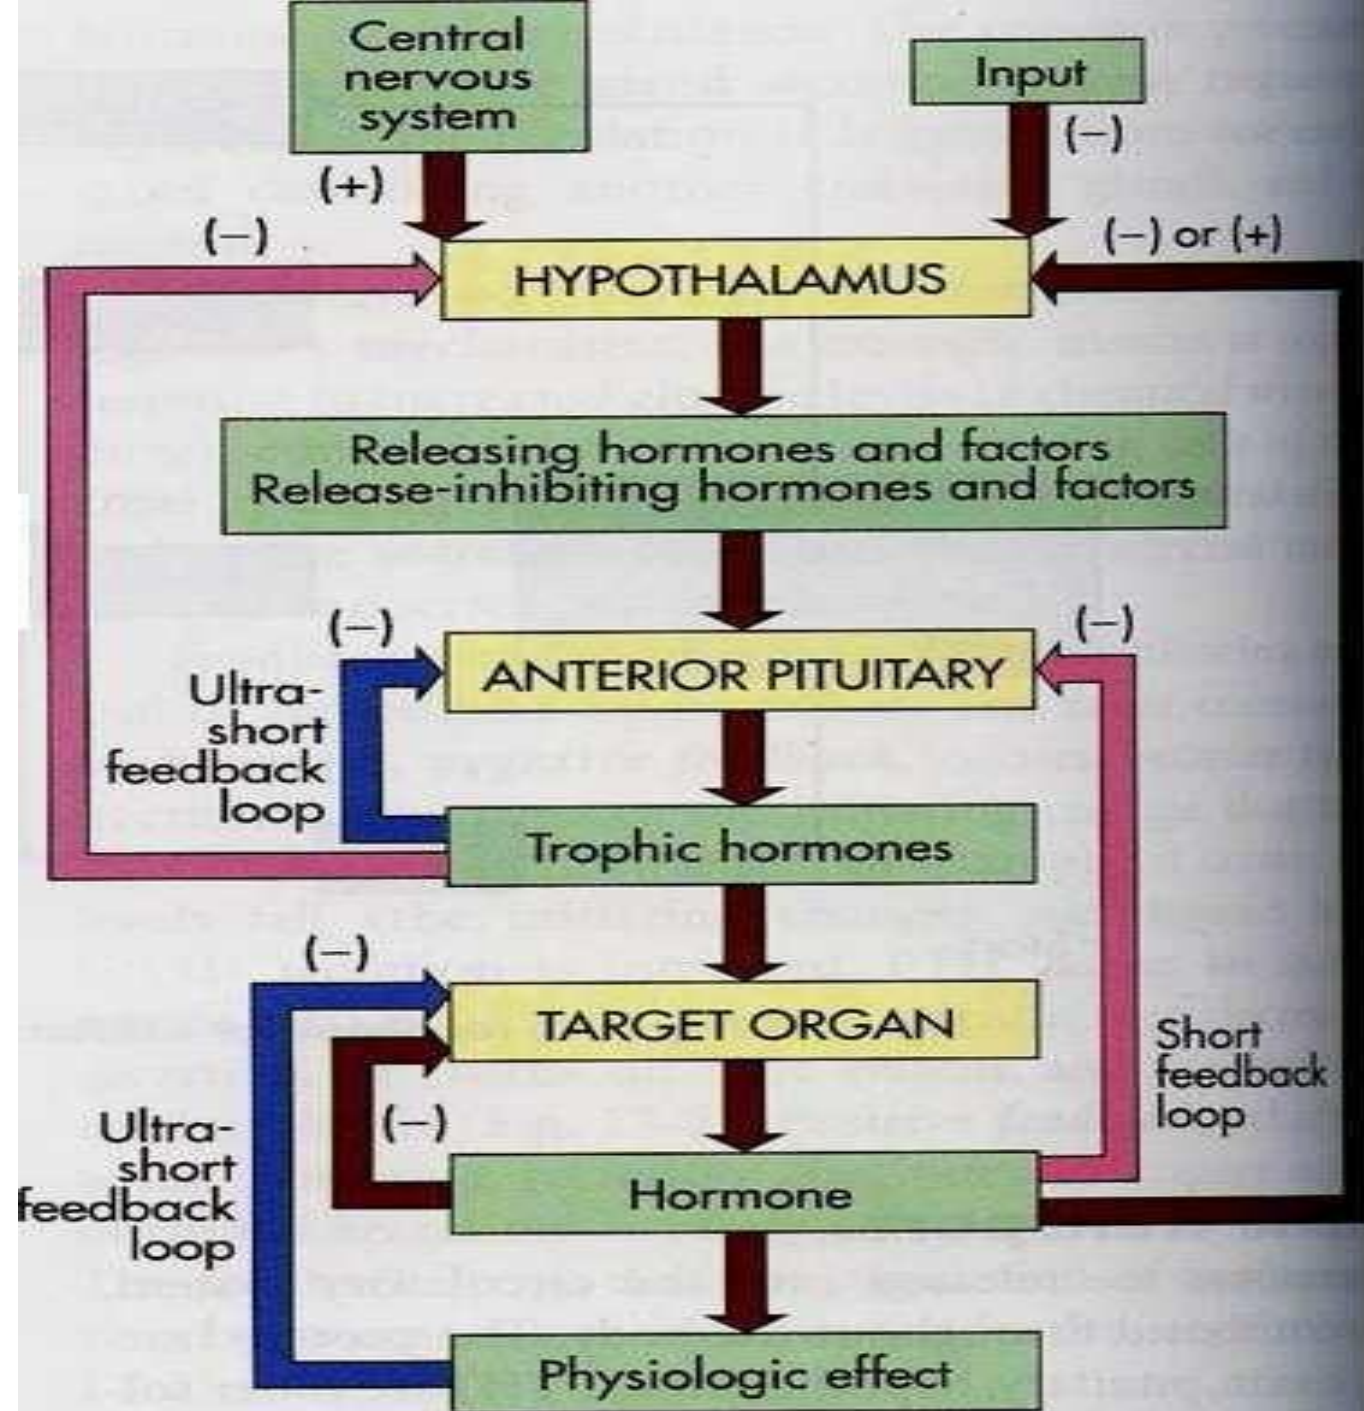 Central
nervous
system
Input
(+)
(−)
(−)
(−) or (+)
HYPOTHALAMUS
Releasing hormones and factors
Release-inhibiting hormones and factors
(−)
(−)
ANTERIOR PITUITARY
Ultra-
short
feedback
loop
Trophic hormones
(−)
TARGET ORGAN
Short
feedback
loop
(−)
Ultra-
short
feedback
loop
Hormone
Physiologic effect